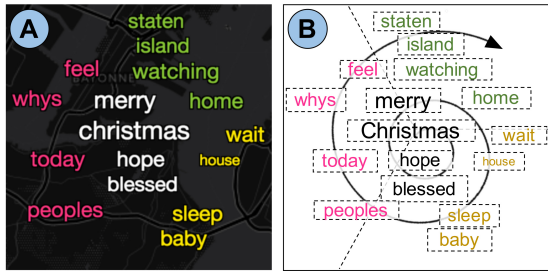 A
staten
island
feel
watching
BAYONNE
whys
merry
home
christmas
wait
today
hope
house
blessed
peoples
sleep
baby
B
staten
island
feel
watching
whys
merry
home
Christmas
wait
today
hope
house
blessed
peoples
sleep
baby